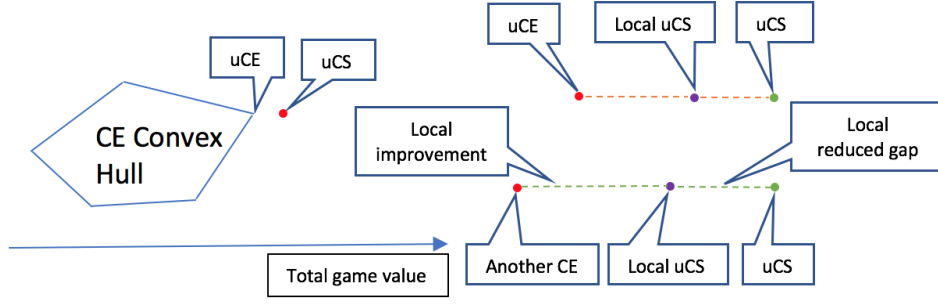 uCE
uCS
CE Convex
Hull
uCE
Local uCS
uCS
Local
improvement
Local
reduced gap
Another CE
Local uCS
uCS
Total game value